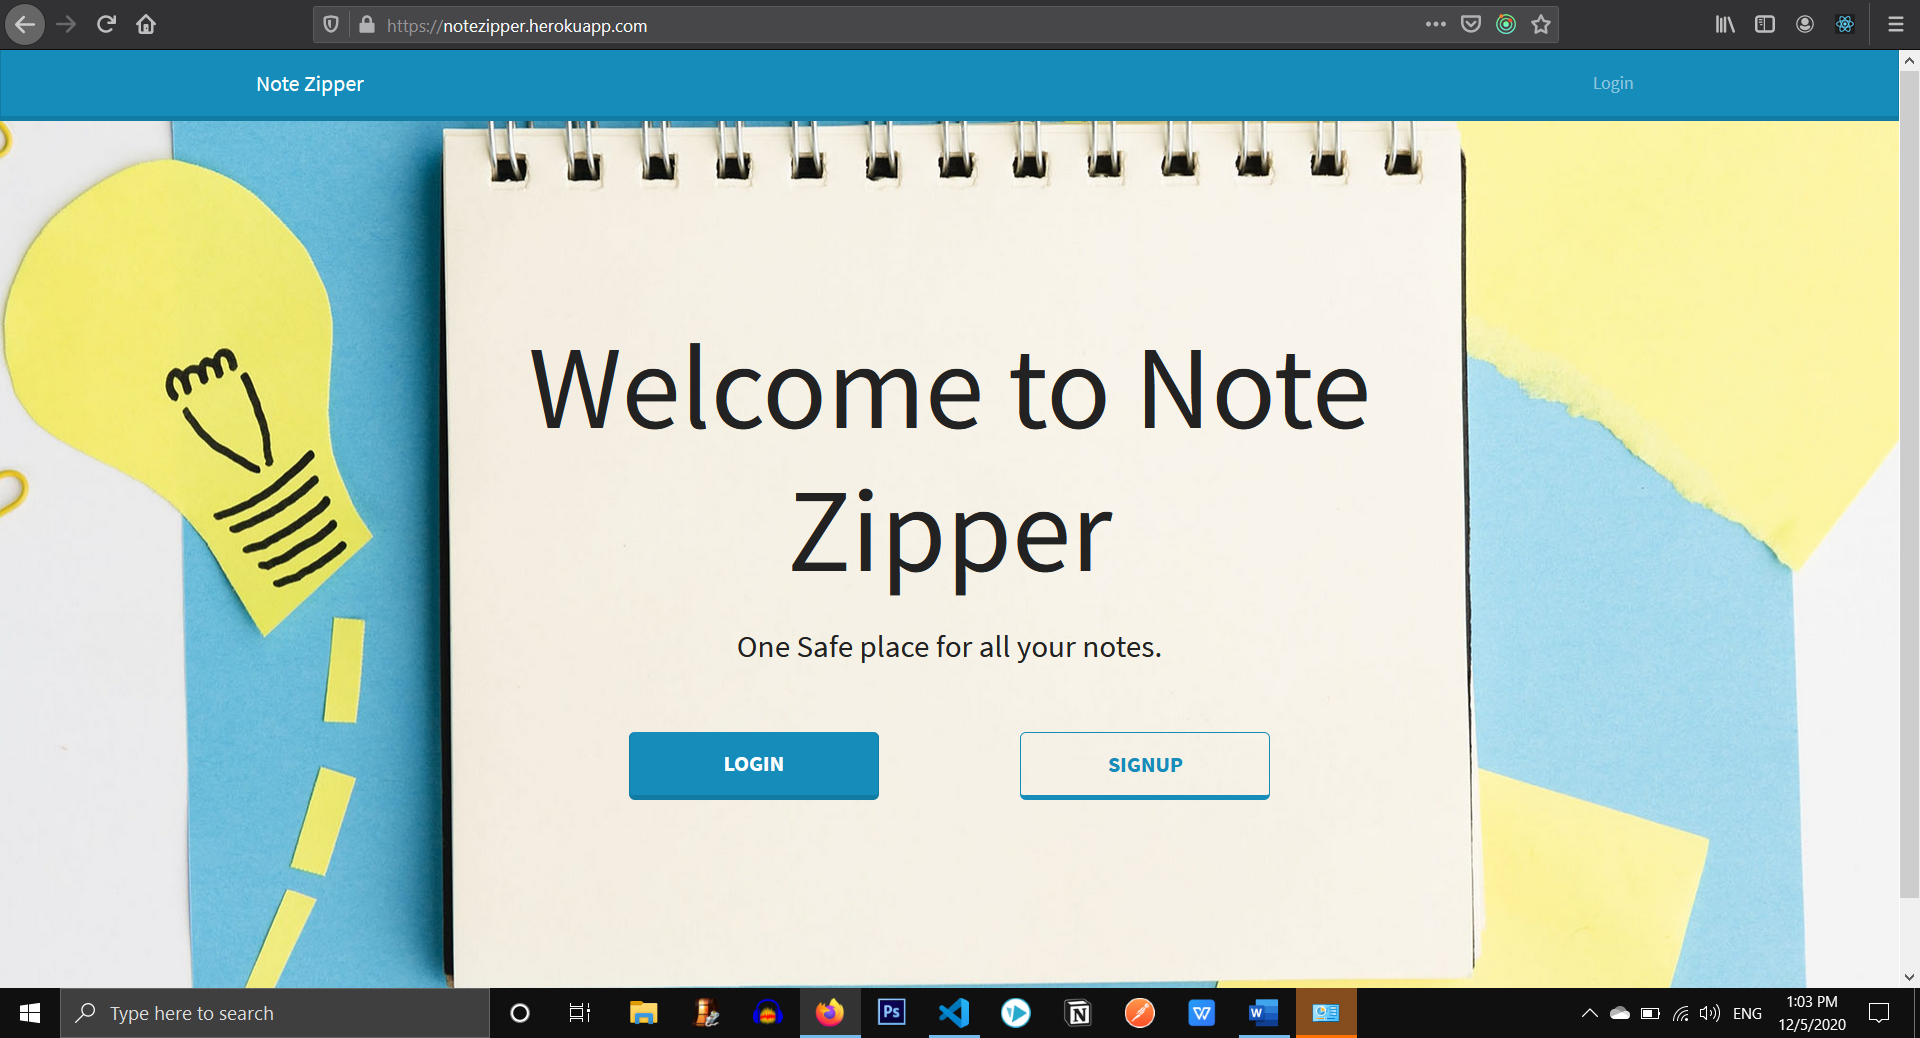 https://notezipper.herokuapp.com
Note Zipper
Login
Welcome to Note
Zipper
One Safe place for all your notes.
LOGIN
SIGNUP
Type here to search
Ps
N
W
W
ENG
1:03 PM
12/5/2020